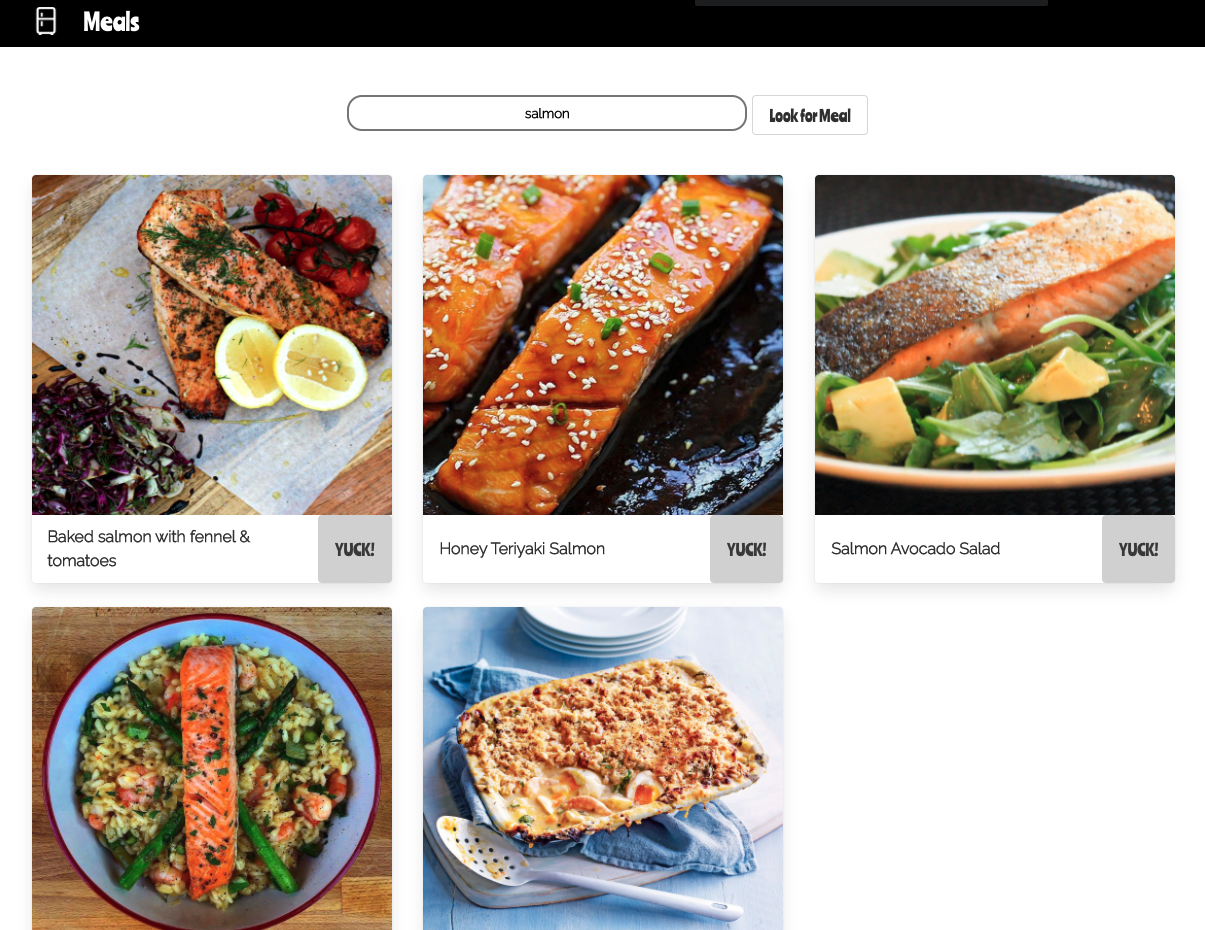 Meals
salmon
Look for Meal
Baked salmon with fennel &
tomatoes
YUCK!
Honey Teriyaki Salmon
YUCK!
Salmon Avocado Salad
YUCK!